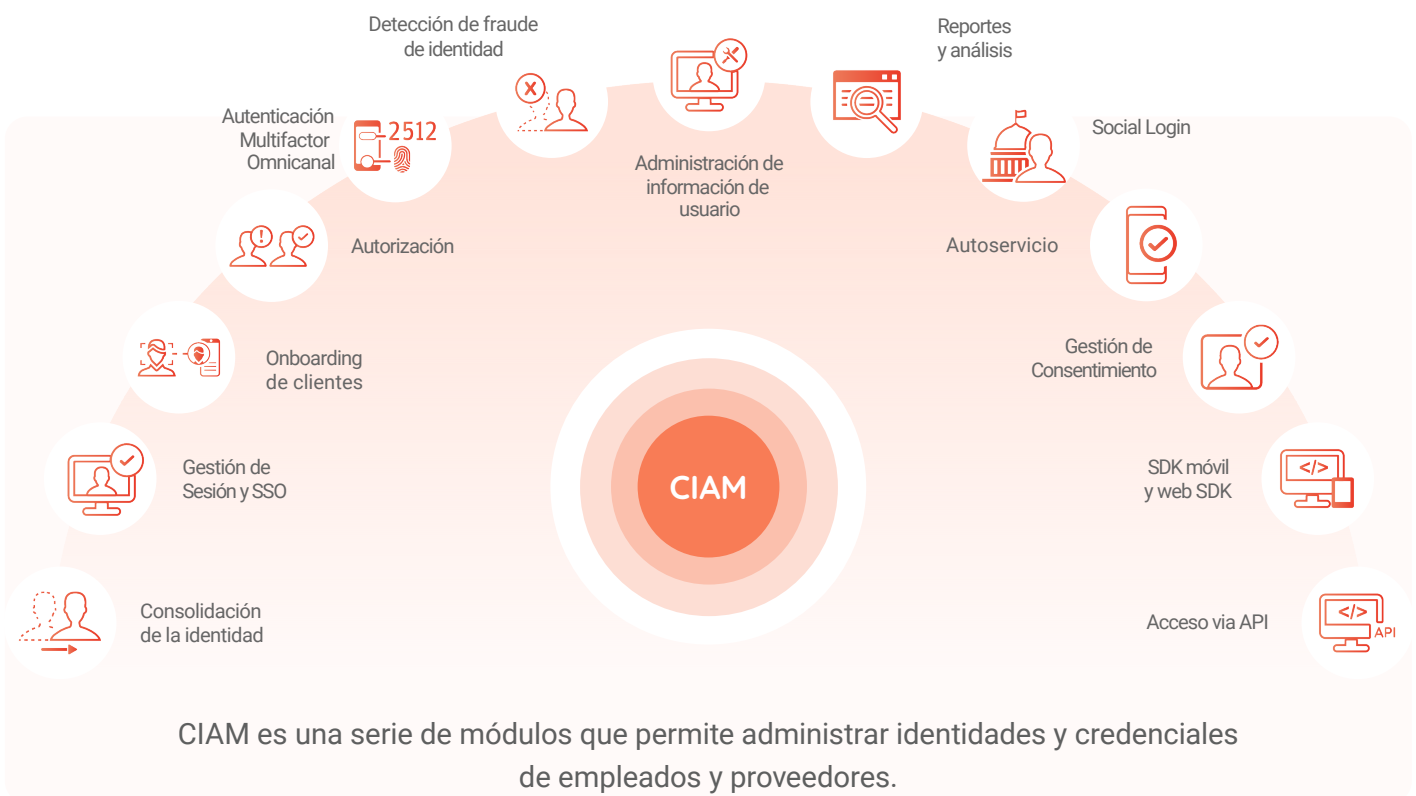 Detección de fraude
de identidad
Reportes
y análisis
Autenticación
Multifactor
Omnicanal
2512
Social Login
Administración de
información de
usuario
Autorización
Autoservicio
Onboarding
de clientes
Gestión de
Consentimiento
CIAM
Gestión de
Sesión y SSO
SDK móvil
y web SDK
</>
Consolidación
de la identidad
Acceso via API
</>
API
CIAM es una serie de módulos que permite administrar identidades y credenciales
de empleados y proveedores.